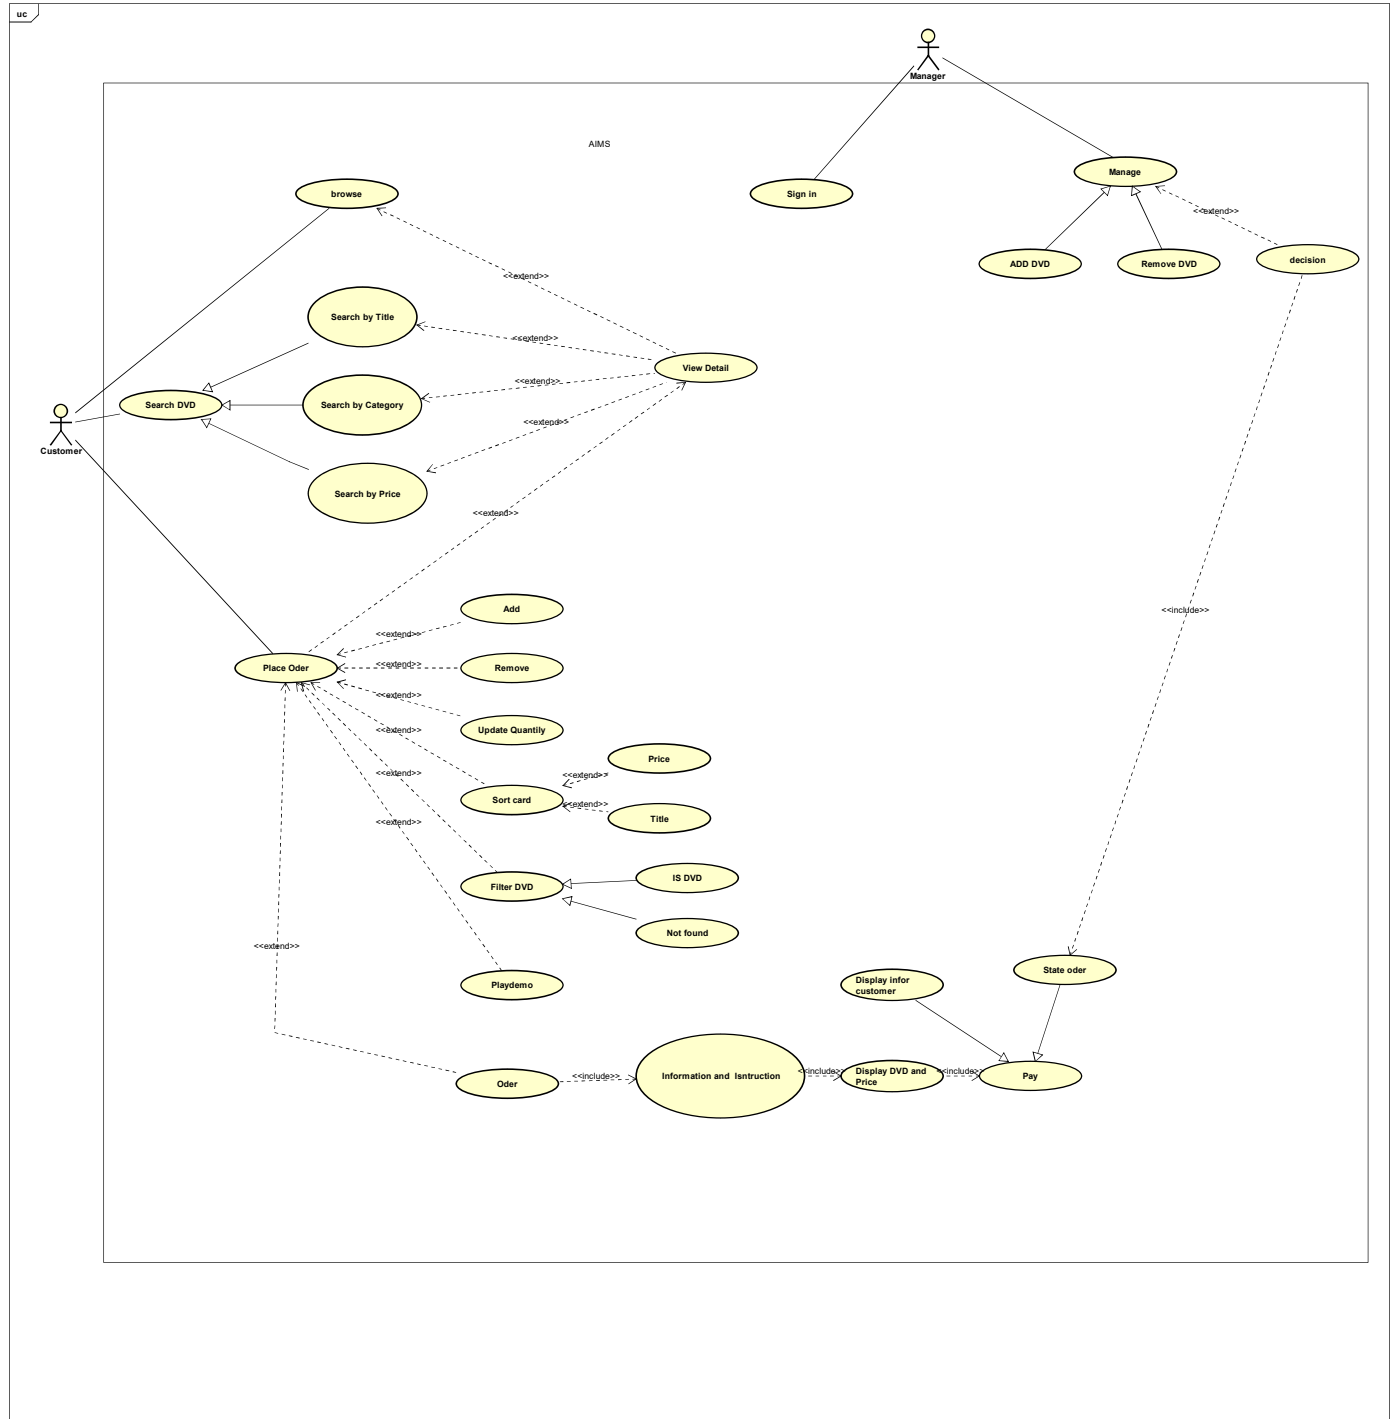 uc
Manager
AIMS
browse
Sign in
Manage
<<extend>>
ADD DVD
Remove DVD
decision
<<extend>>
Search by Title
<<extend>>
View Detail
<<extend>>
Search DVD
Search by Category
<<extend>>
Customer
Search by Price
<<extend>>
Add
<<include>>
<<extend>>
Place Oder
<<extend>>
Remove
<<extend>>
Update Quantily
<<extend>>
Price
<<extend>>
<<extend>>
Sort card
<<extend>>
Title
<<extend>>
IS DVD
Filter DVD
Not found
<<extend>>
State oder
Playdemo
Display infor
customer
Information and Isntruction
<<include>>
Display DVD and
Price
<<include>>
Pay
<<include>>
Oder